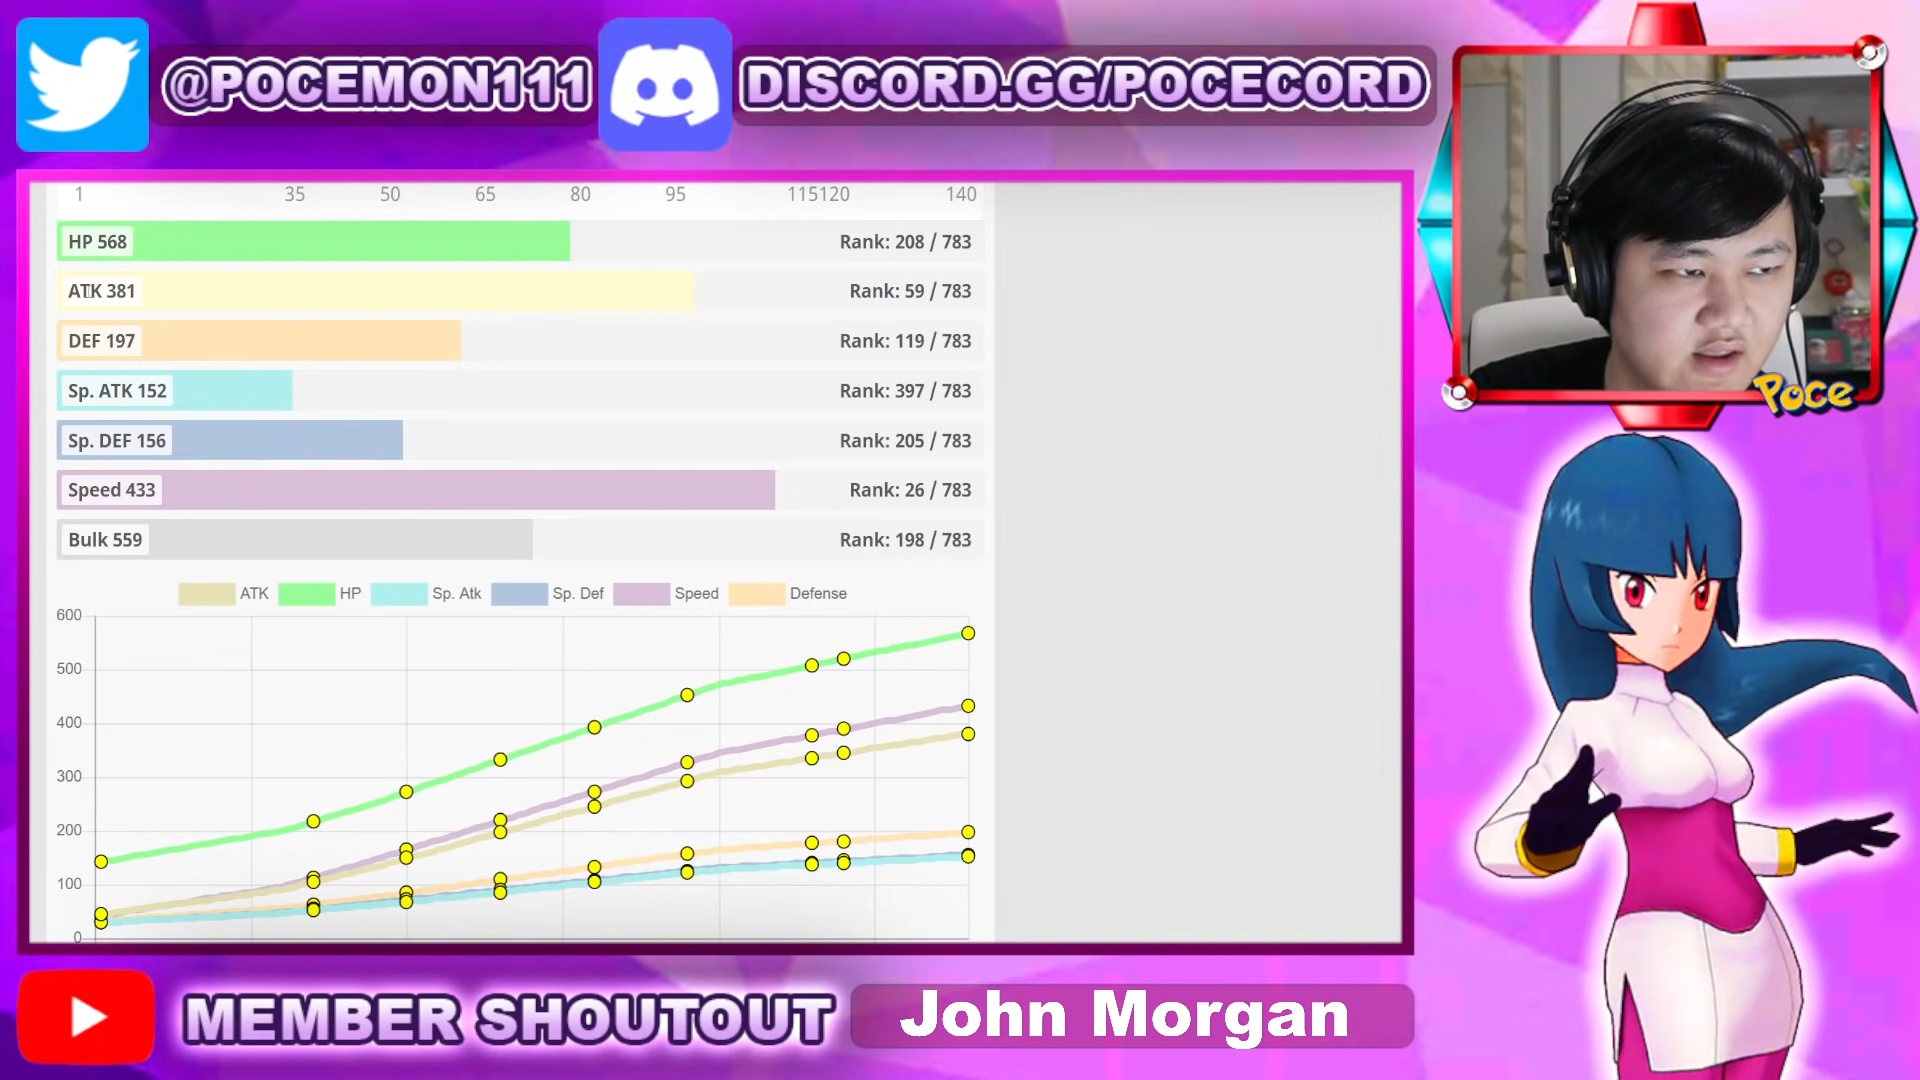 @POCEMON111
DISCORD.GG/POCECORD
1 35 50 65 80 95 115120 140
HP 568 Rank: 208 / 783
ATK 381 Rank: 59 / 783
DEF 197 Rank: 119 / 783
Sp. ATK 152 Rank: 397 / 783
Sp. DEF 156 Rank: 205 / 783
Speed 433 Rank: 26 / 783
Bulk 559 Rank: 198 / 783
ATK HP Sp. Atk Sp. Def Speed Defense
600
500
400
300
200
100
0
Poce
MEMBER SHOUTOUT
John Morgan